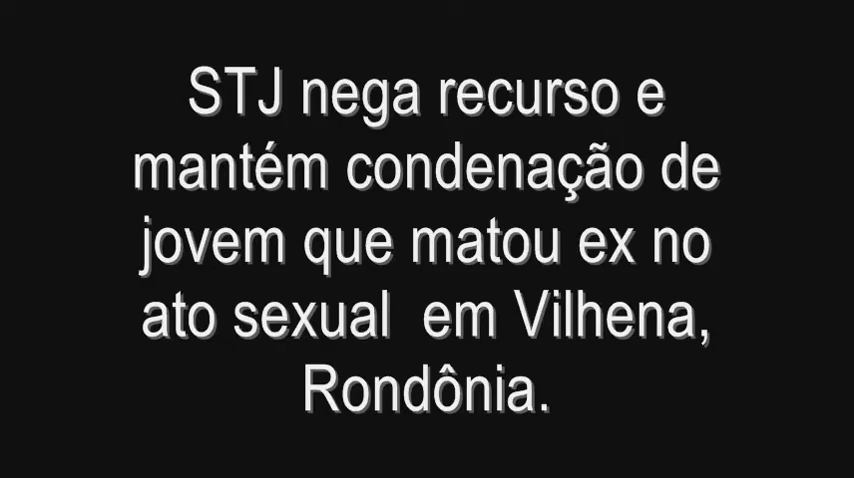 STJ nega recurso e
mantém condenação de
jovem que matou ex no
ato sexual  em Vilhena,
Rondônia.